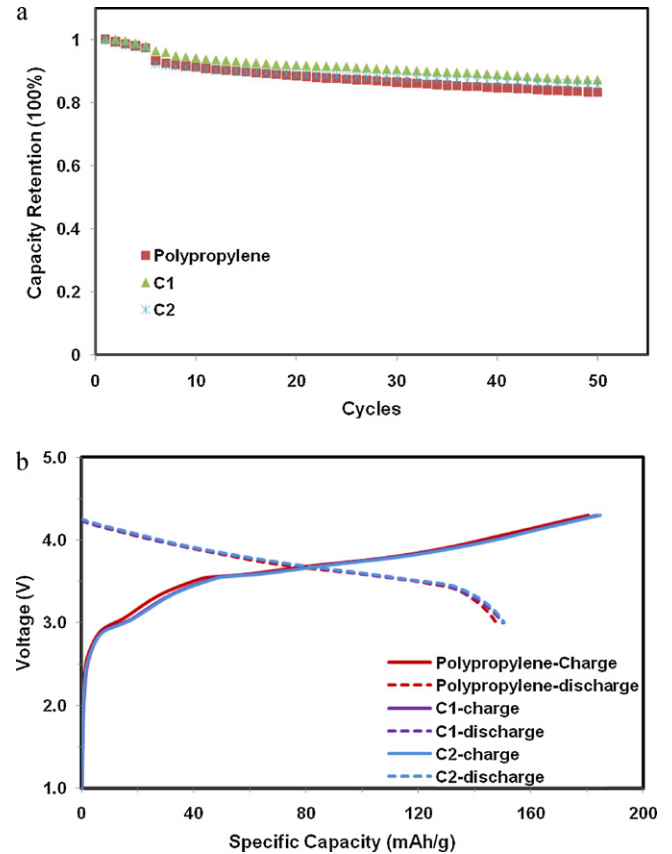 a
Capacity Retention (100%)
1
0.8
0.6
0.4
0.2
0
Polypropylene
C1
C2
0 10 20 30 40 50
Cycles
b
Voltage (V)
5.0
4.0
3.0
2.0
1.0
Polypropylene-Charge
Polypropylene-discharge
C1-charge
C1-discharge
C2-charge
C2-discharge
0 40 80 120 160 200
Specific Capacity (mAh/g)